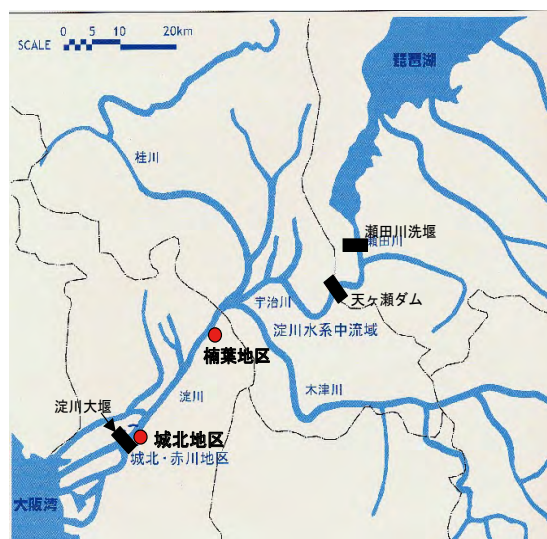 SCALE 0 5 10 20km
琵琶湖
桂川
瀬田川洗堰
瀬田川
天ヶ瀬ダム
宇治川
淀川水系中流域
楠葉地区
淀川
木津川
淀川大堰
城北地区
城北・赤川地区
大阪湾